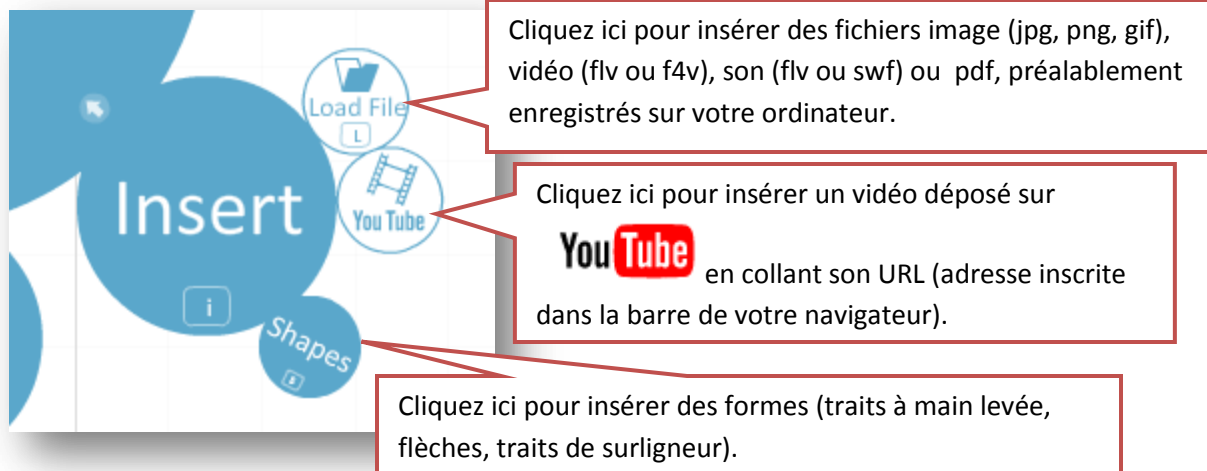 Cliquez ici pour insérer des fichiers image (jpg, png, gif),
vidéo (flv ou f4v), son (flv ou swf) ou pdf, préalablement
enregistrés sur votre ordinateur.
Load File
L
Insert
i
You Tube
Cliquez ici pour insérer un vidéo déposé sur
YouTube en collant son URL (adresse inscrite
dans la barre de votre navigateur).
Shapes
s
Cliquez ici pour insérer des formes (traits à main levée,
flèches, traits de surligneur).